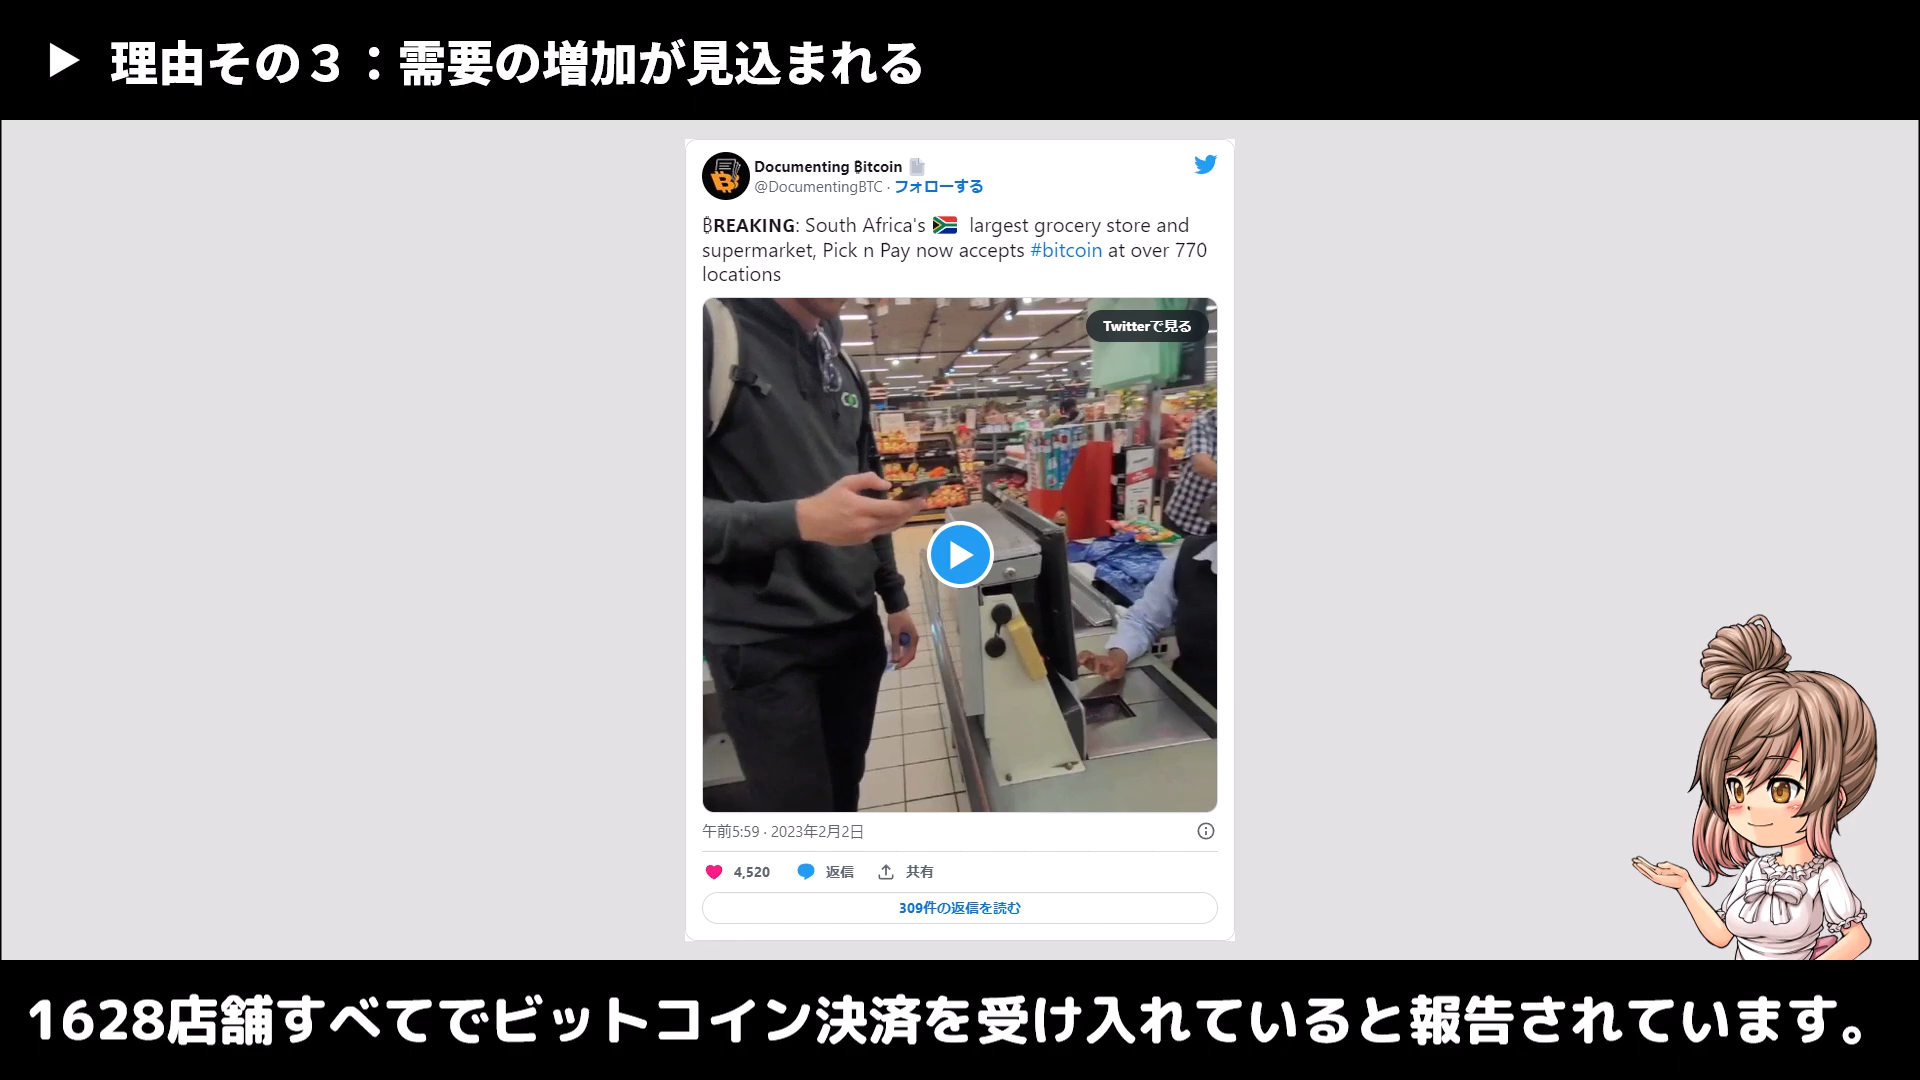 理由その３：需要の増加が見込まれる
Documenting ₿itcoin
@DocumentingBTC · フォローする
₿REAKING: South Africa's 🇿🇦 largest grocery store and
supermarket, Pick n Pay now accepts #bitcoin at over 770
locations
Twitterで見る
午前5:59 · 2023年2月2日
4,520 返信 共有
309件の返信を読む
1628店舗すべてでビットコイン決済を受け入れていると報告されています。